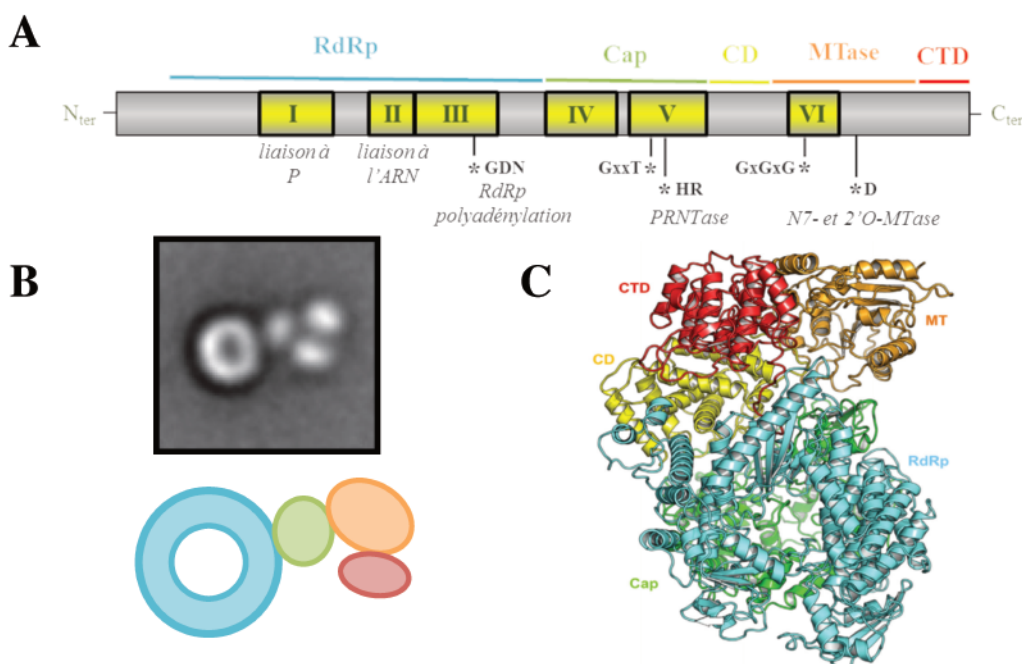 A
RdRp
Cap
CD
MTase
CTD
Nter
I
II
III
IV
V
VI
Cter
liaison à
P
liaison à
l'ARN
* GDN
RdRp
polyadénylation
GxxT *
* HR
PRNTase
GxGxG *
* D
N7- et 2'O-MTase
B
C
CTD
MT
CD
RdRp
Cap